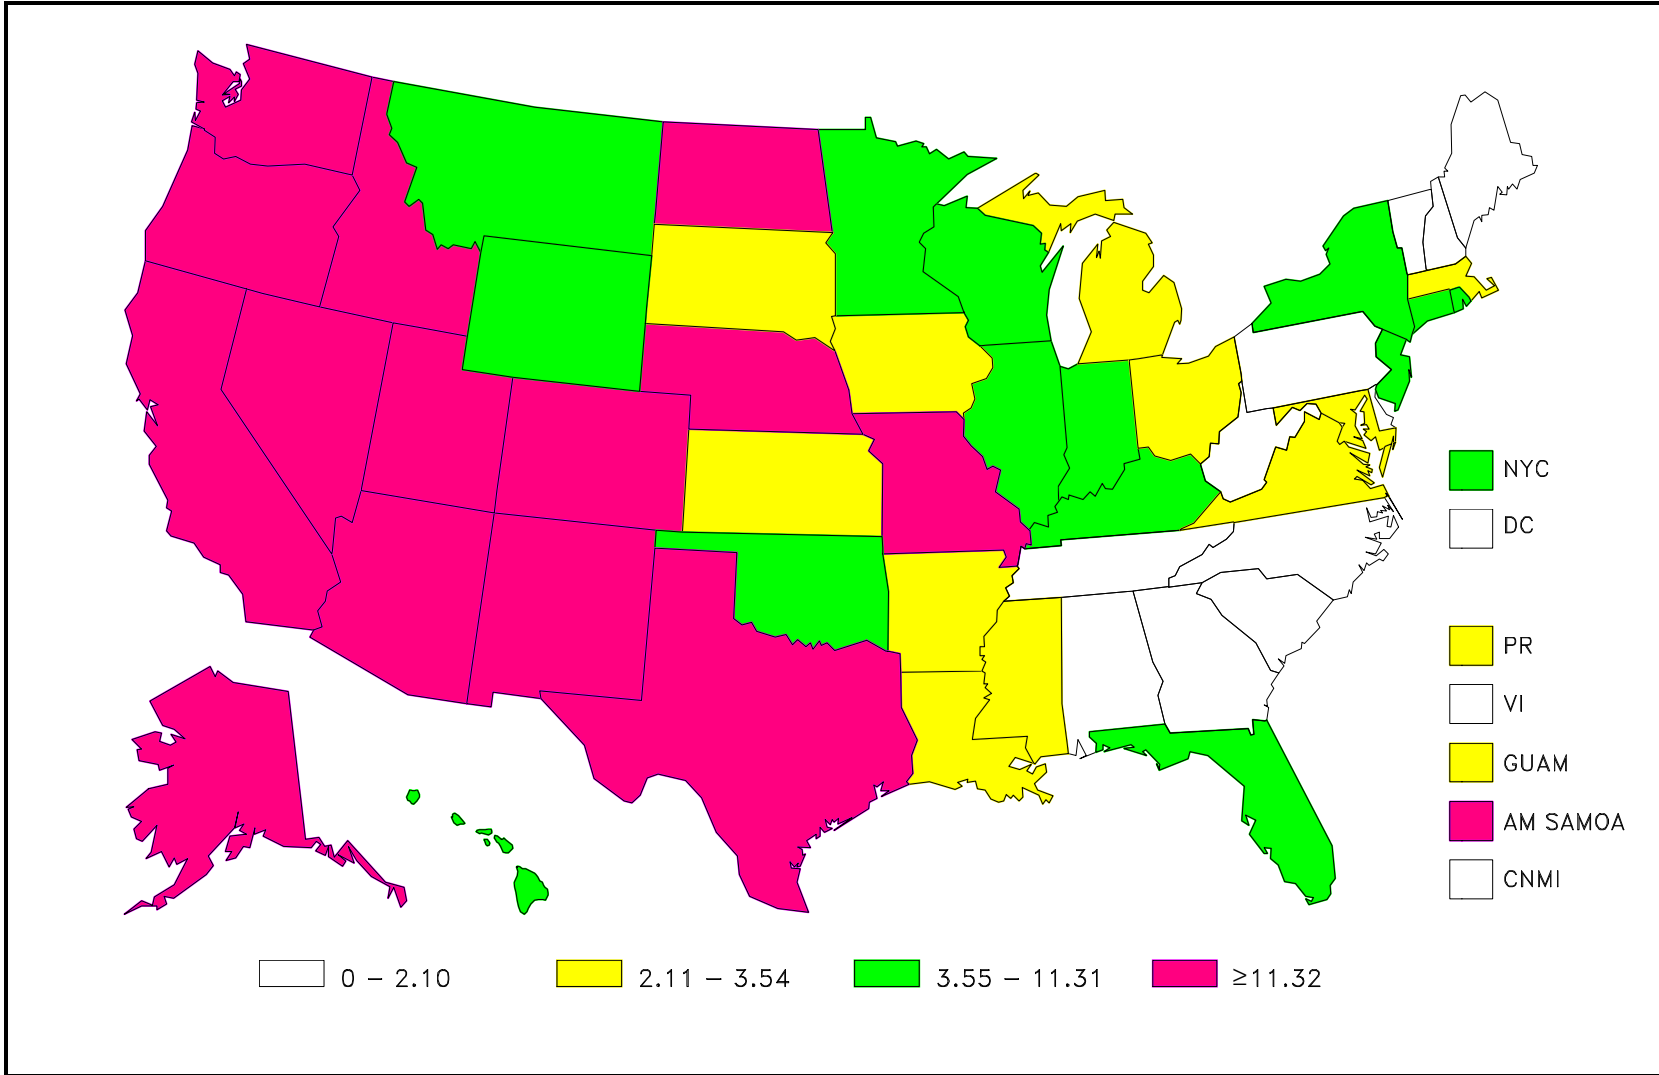 NYC
DC
PR
VI
GUAM
AM SAMOA
CNMI
0 – 2.10
2.11 – 3.54
3.55 – 11.31
≥11.32